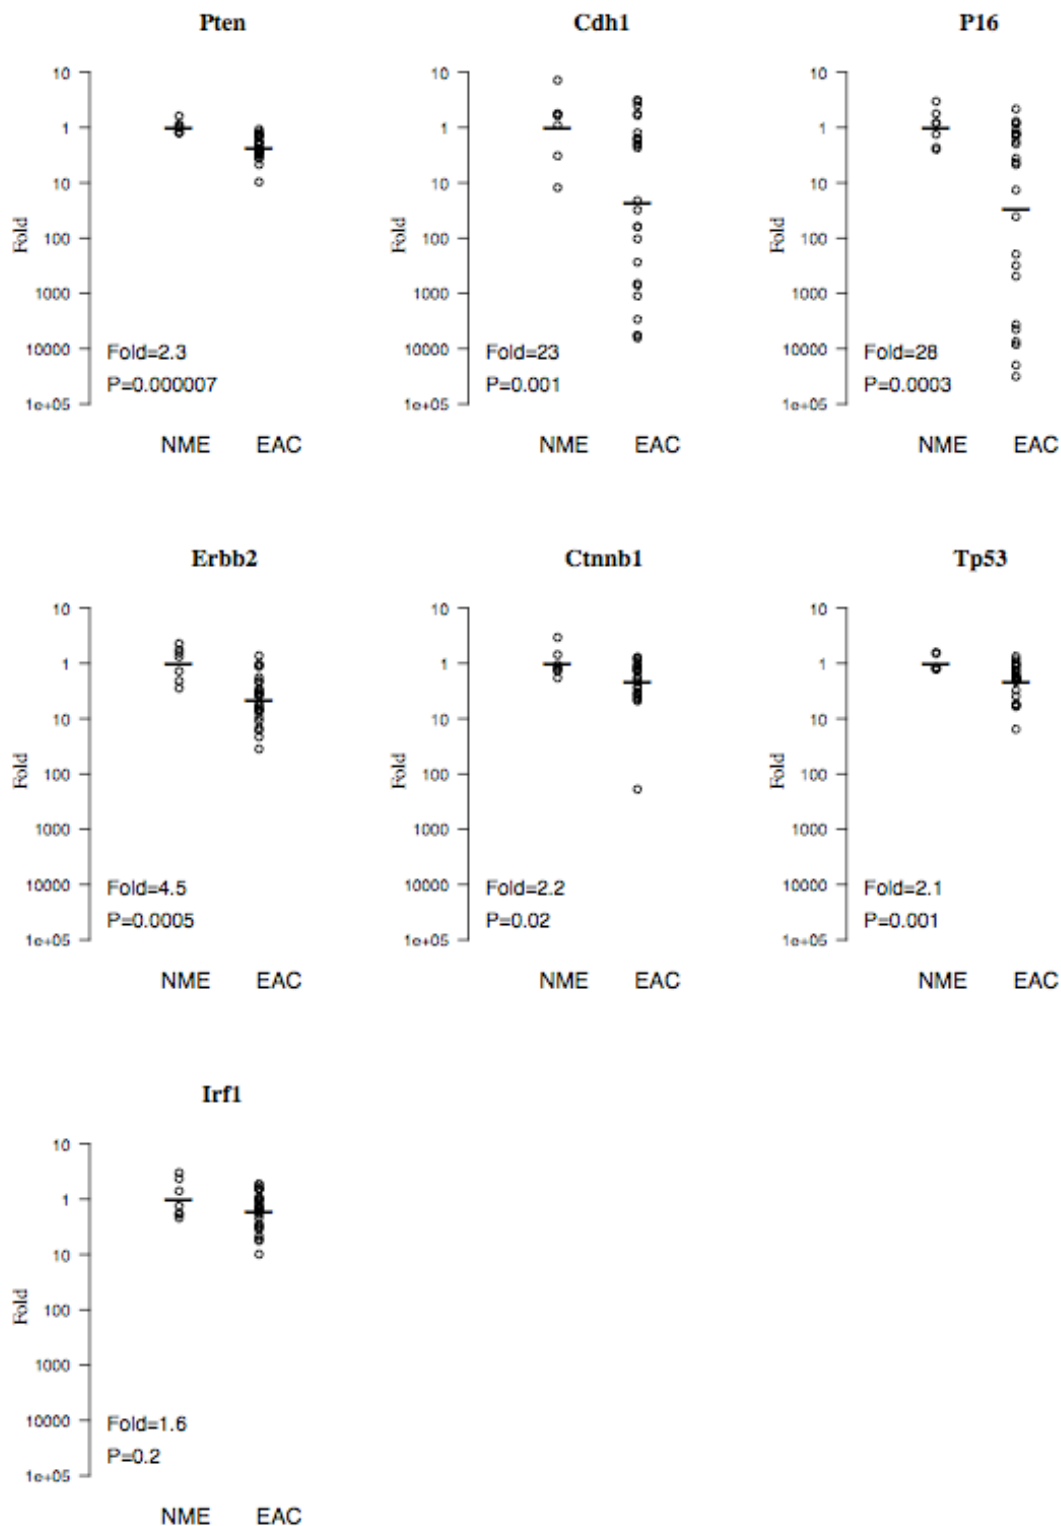 Pten
10
1
10
100
1000
10000
1e+05
Fold
Fold=2.3
P=0.000007
NME EAC
Cdh1
10
1
10
100
1000
10000
1e+05
Fold
Fold=23
P=0.001
NME EAC
P16
10
1
10
100
1000
10000
1e+05
Fold
Fold=28
P=0.0003
NME EAC
Erbb2
10
1
10
100
1000
10000
1e+05
Fold
Fold=4.5
P=0.0005
NME EAC
Ctnnb1
10
1
10
100
1000
10000
1e+05
Fold
Fold=2.2
P=0.02
NME EAC
Tp53
10
1
10
100
1000
10000
1e+05
Fold
Fold=2.1
P=0.001
NME EAC
Irf1
10
1
10
100
1000
10000
1e+05
Fold
Fold=1.6
P=0.2
NME EAC